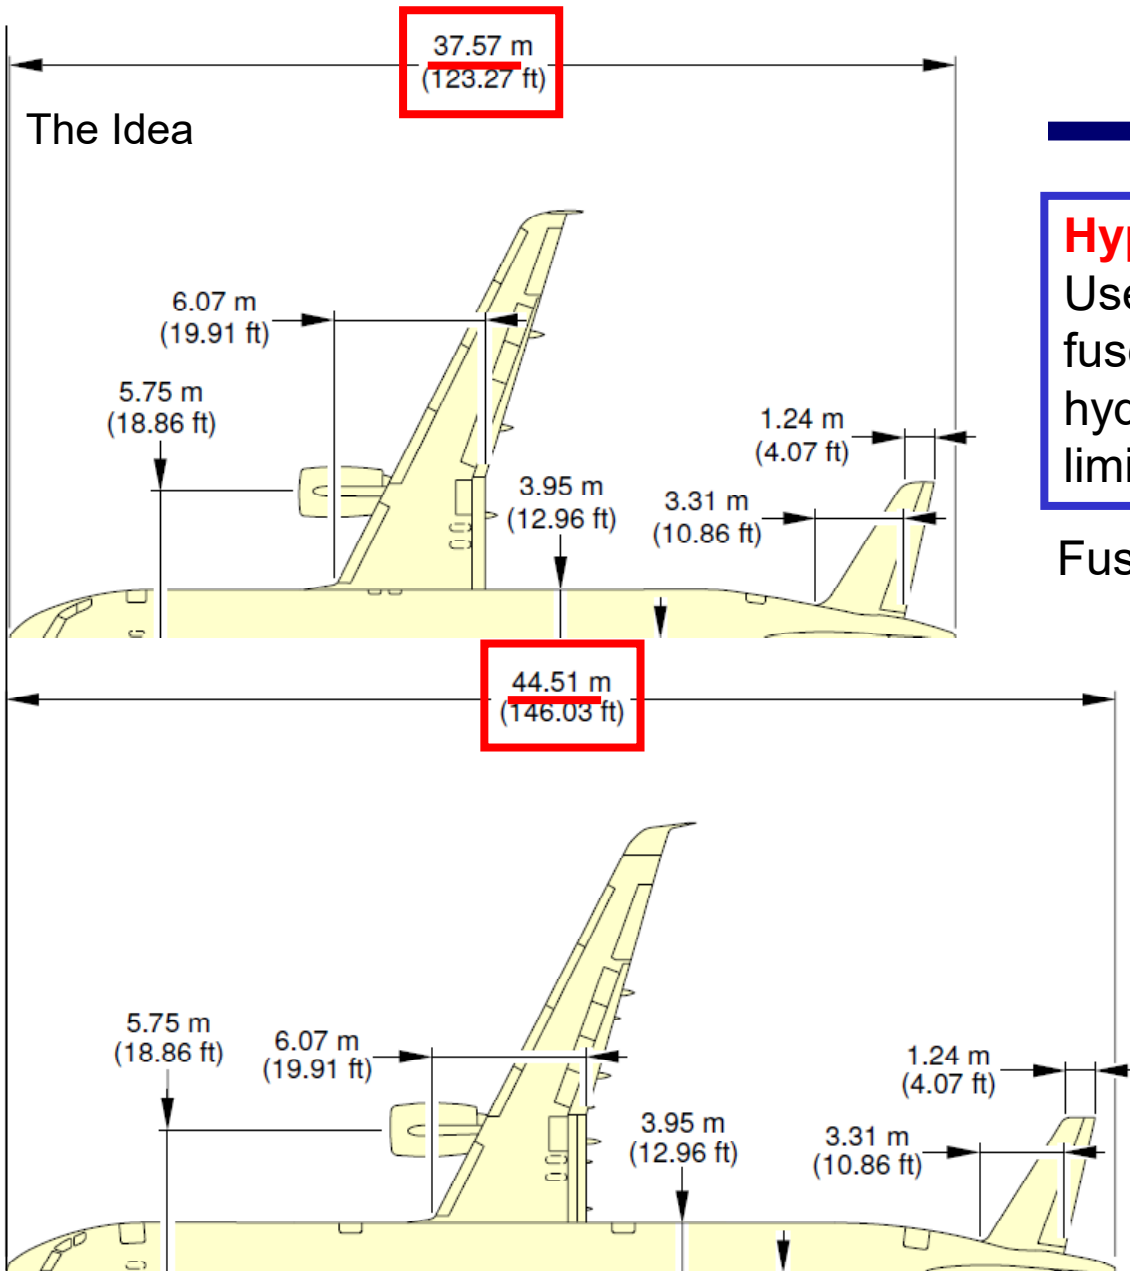 37.57 m
(123.27 ft)
The Idea
6.07 m
(19.91 ft)
5.75 m
(18.86 ft)
1.24 m
(4.07 ft)
3.95 m
(12.96 ft)
3.31 m
(10.86 ft)
Hyp
Use
fuse
hyd
limi
Fus
44.51 m
(146.03 ft)
5.75 m
(18.86 ft)
6.07 m
(19.91 ft)
1.24 m
(4.07 ft)
3.95 m
(12.96 ft)
3.31 m
(10.86 ft)